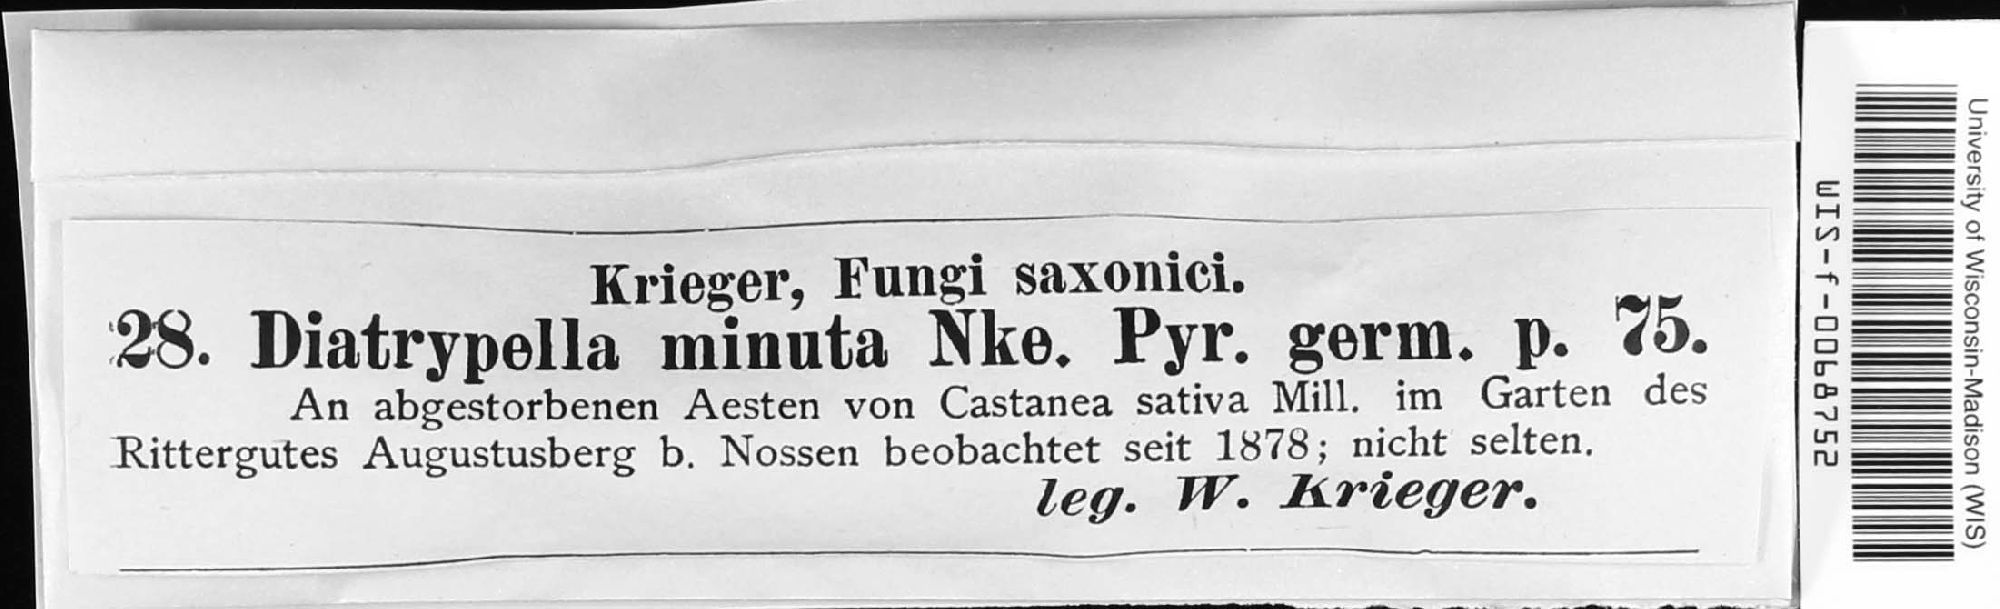 Krieger, Fungi saxonici.
28. Diatrypella minuta Nke. Pyr. germ. p. 75.
An abgestorbenen Aesten von Castanea sativa Mill. im Garten des
Rittergutes Augustusberg b. Nossen beobachtet seit 1878; nicht selten.
leg. W. Krieger.
University of Wisconsin-Madison (WIS)
WIS-f-0068752